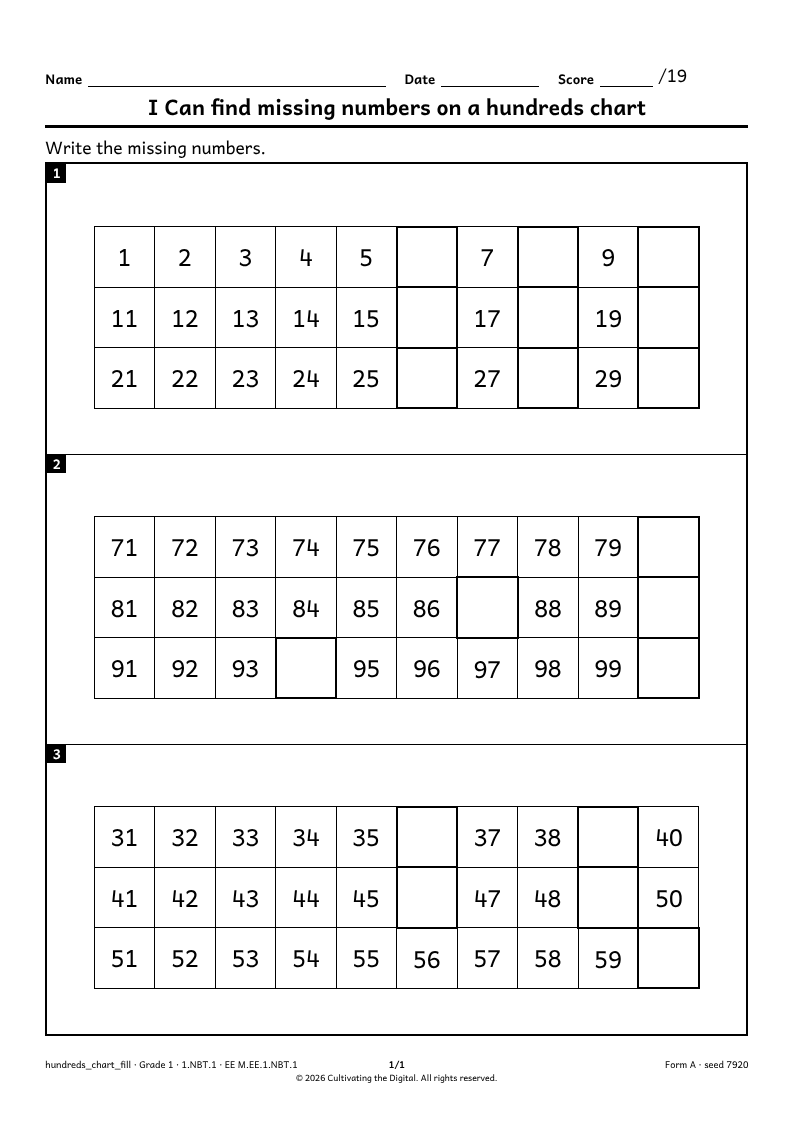 Name Date Score /19
I Can find missing numbers on a hundreds chart
Write the missing numbers.
1
1 2 3 4 5 7 9
11 12 13 14 15 17 19
21 22 23 24 25 27 29
2
71 72 73 74 75 76 77 78 79
81 82 83 84 85 86 88 89
91 92 93 95 96 97 98 99
3
31 32 33 34 35 37 38 40
41 42 43 44 45 47 48 50
51 52 53 54 55 56 57 58 59
hundreds_chart_fill · Grade 1 · 1.NBT.1 · EE M.EE.1.NBT.1 1/1 Form A · seed 7920
© 2026 Cultivating the Digital. All rights reserved.